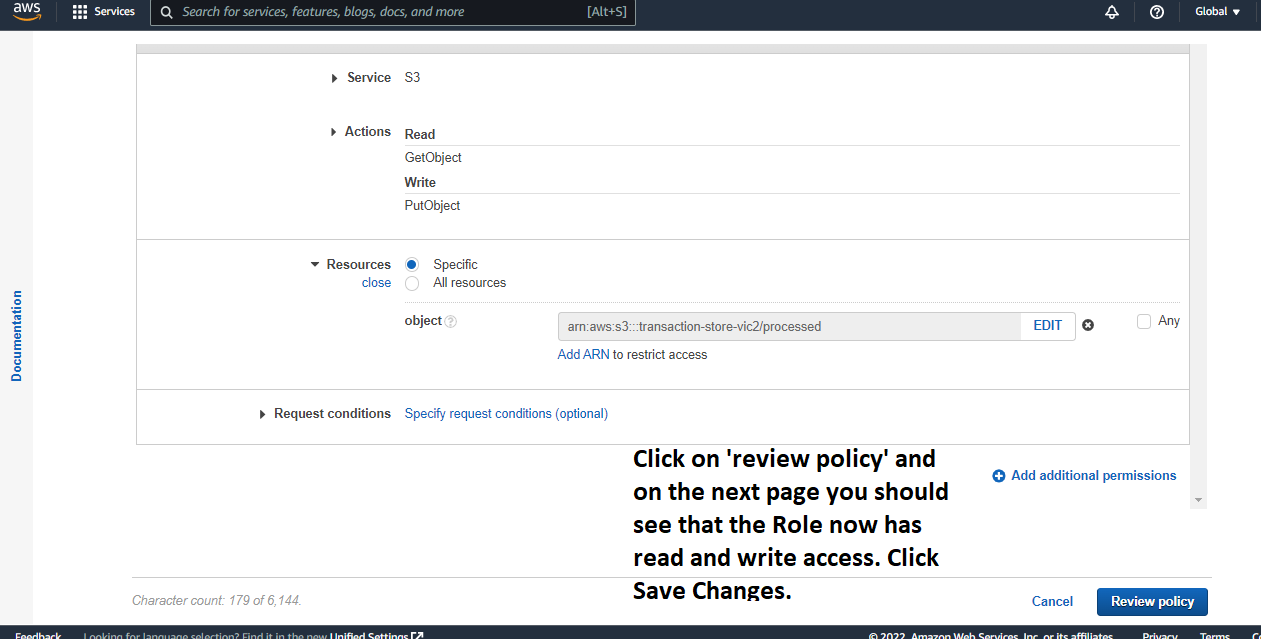 aws Services Search for services, features, blogs, docs, and more [Alt+S] Global
Service S3
Actions Read
GetObject
Write
PutObject
Resources Specific
close All resources
object arn:aws:s3:::transaction-store-vic2/processed EDIT Any
Add ARN to restrict access
Documentation
Request conditions Specify request conditions (optional)
Click on 'review policy' and
on the next page you should
see that the Role now has
read and write access. Click
Save Changes.
Add additional permissions
Character count: 179 of 6,144.
Cancel Review policy
Feedback Looking for language selection? Find it in the new Unified Settings © 2022, Amazon Web Services, Inc. or its affiliates. Privacy Terms